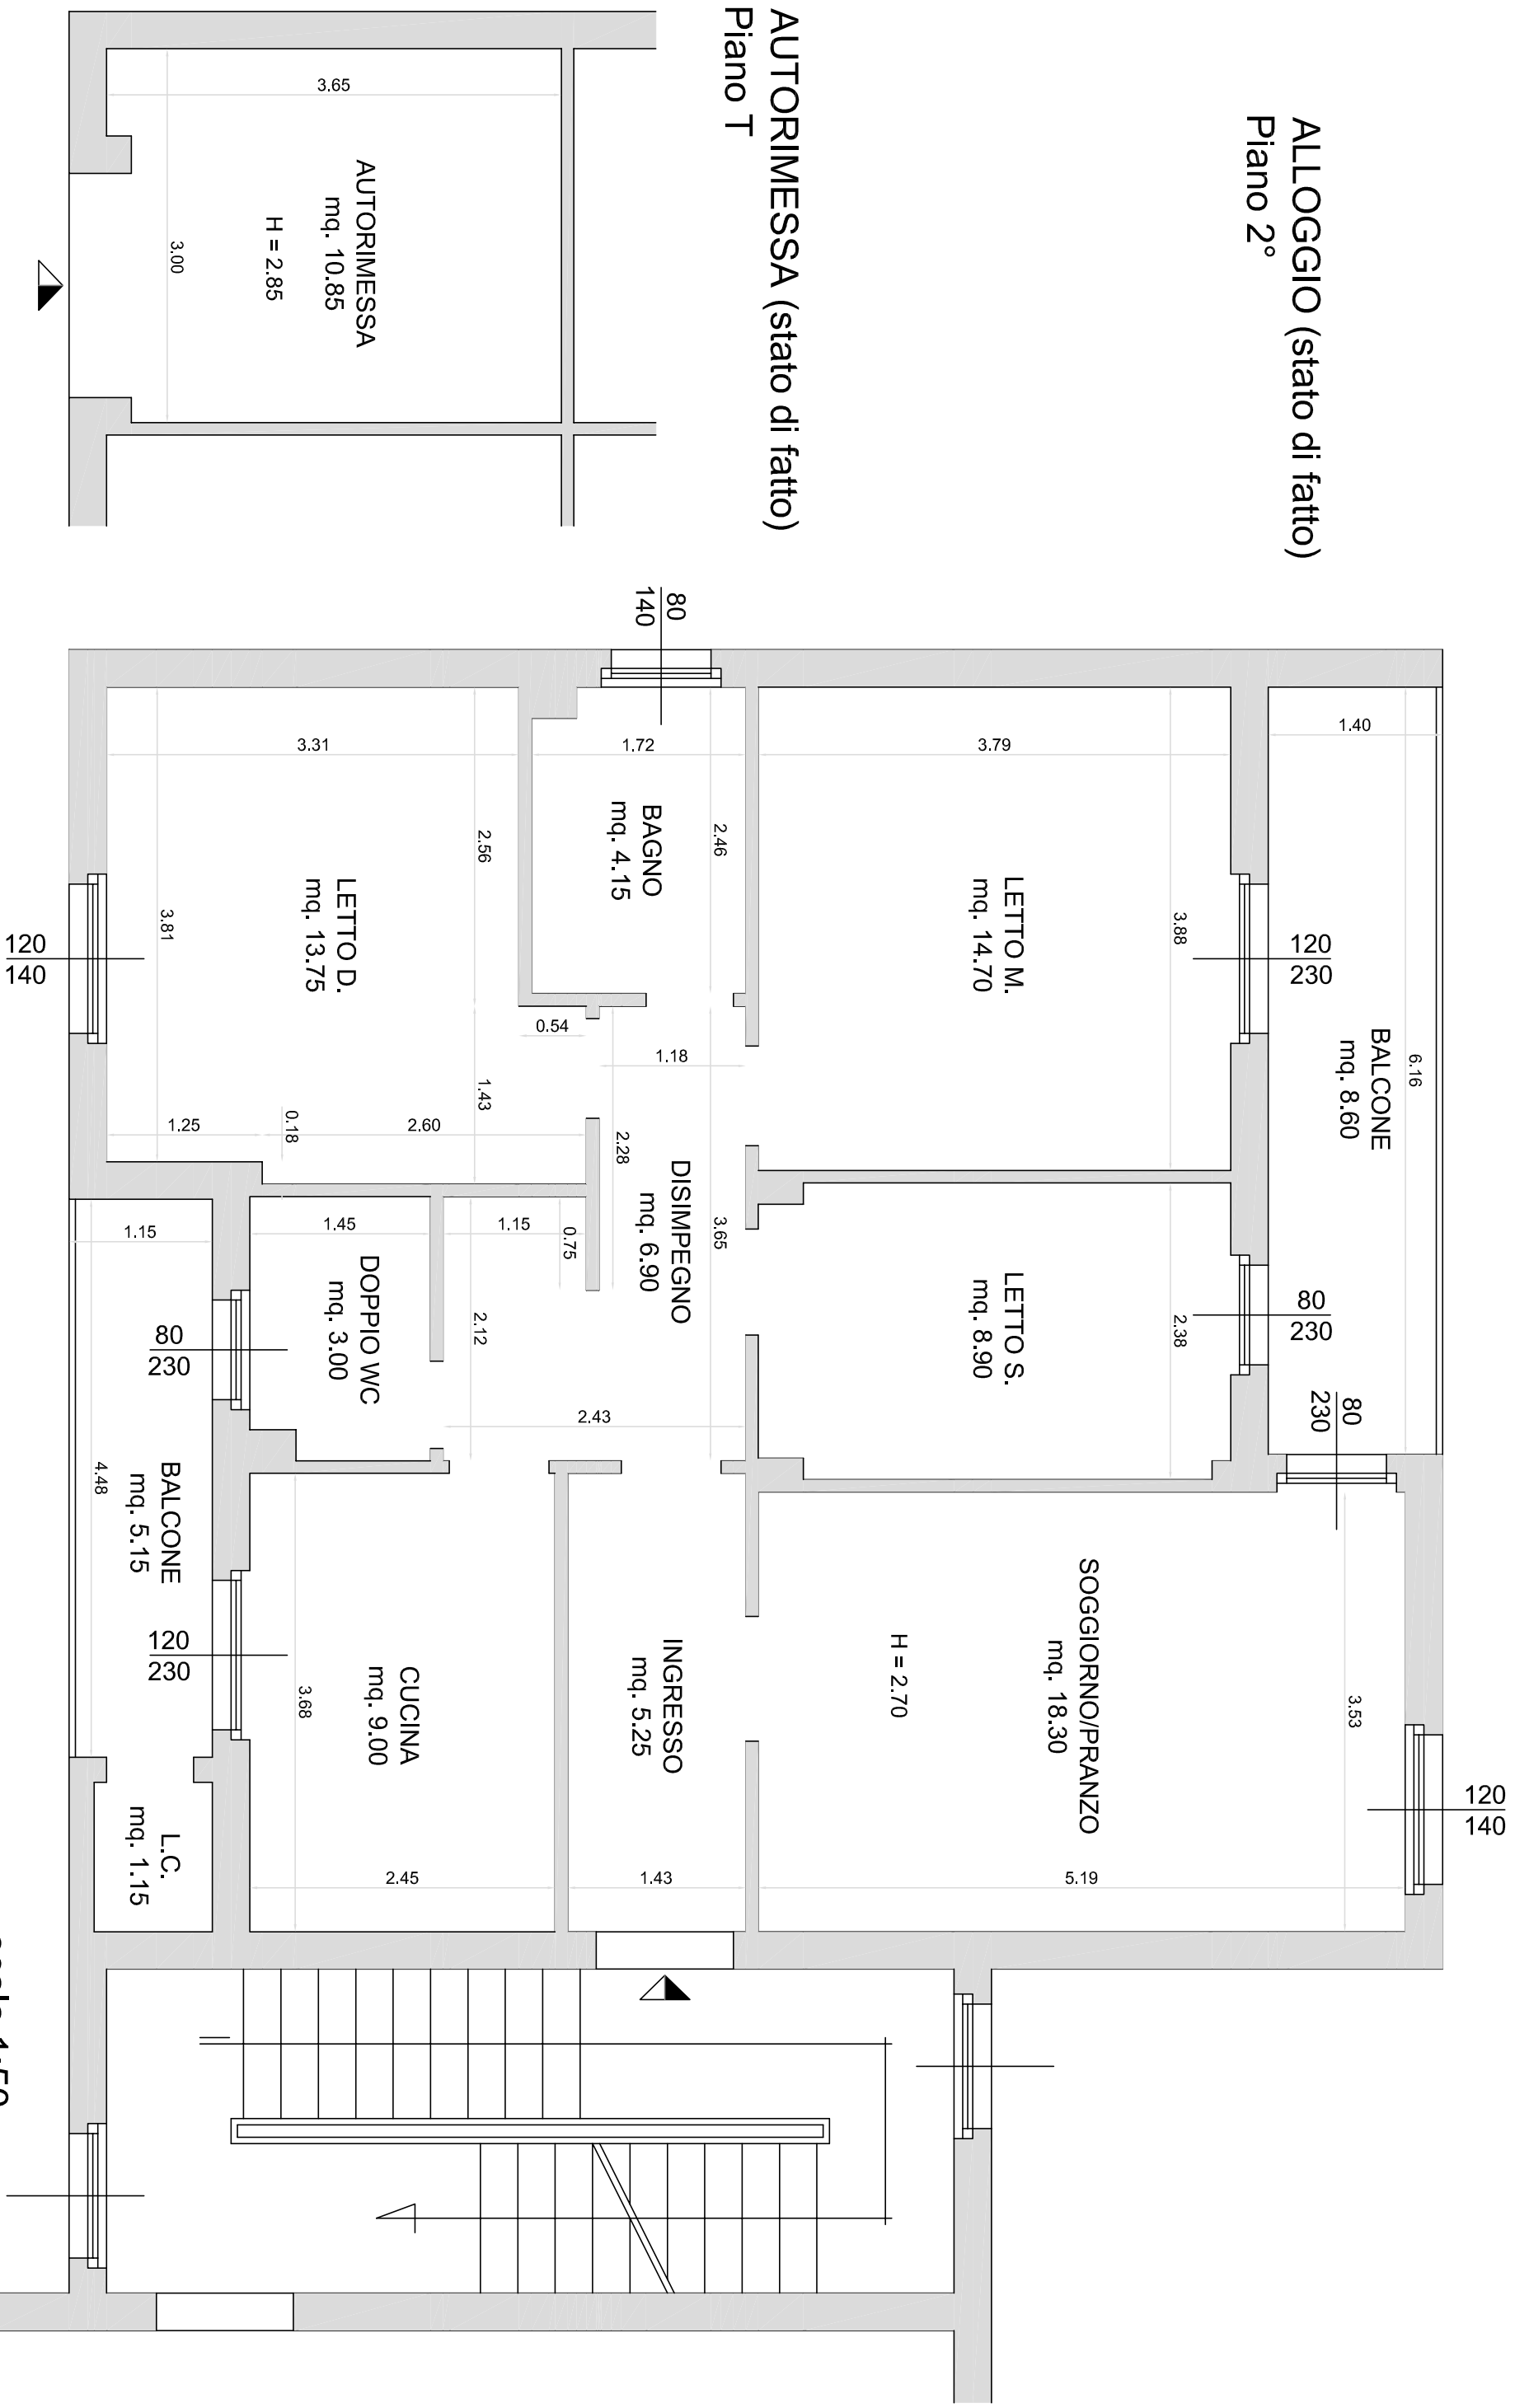 ALLOGGIO (stato di fatto)
Piano 2°
AUTORIMESSA (stato di fatto)
Piano T
3.65
3.00
AUTORIMESSA
mq. 10.85
H = 2.85
80
140
BALCONE
mq. 8.60
1.40
6.16
120
230
80
230
80
230
120
140
LETTO M.
mq. 14.70
3.79
3.88
LETTO S.
mq. 8.90
2.38
SOGGIORNO/PRANZO
mq. 18.30
H = 2.70
3.53
5.19
BAGNO
mq. 4.15
1.72
2.46
DISIMPEGNO
mq. 6.90
0.54
1.18
2.28
3.65
2.43
INGRESSO
mq. 5.25
1.43
LETTO D.
mq. 13.75
3.31
2.56
3.81
1.43
1.25
0.18
2.60
120
140
DOPPIO WC
mq. 3.00
1.45
1.15
0.75
2.12
CUCINA
mq. 9.00
3.68
2.45
BALCONE
mq. 5.15
1.15
4.48
80
230
120
230
L.C.
mq. 1.15